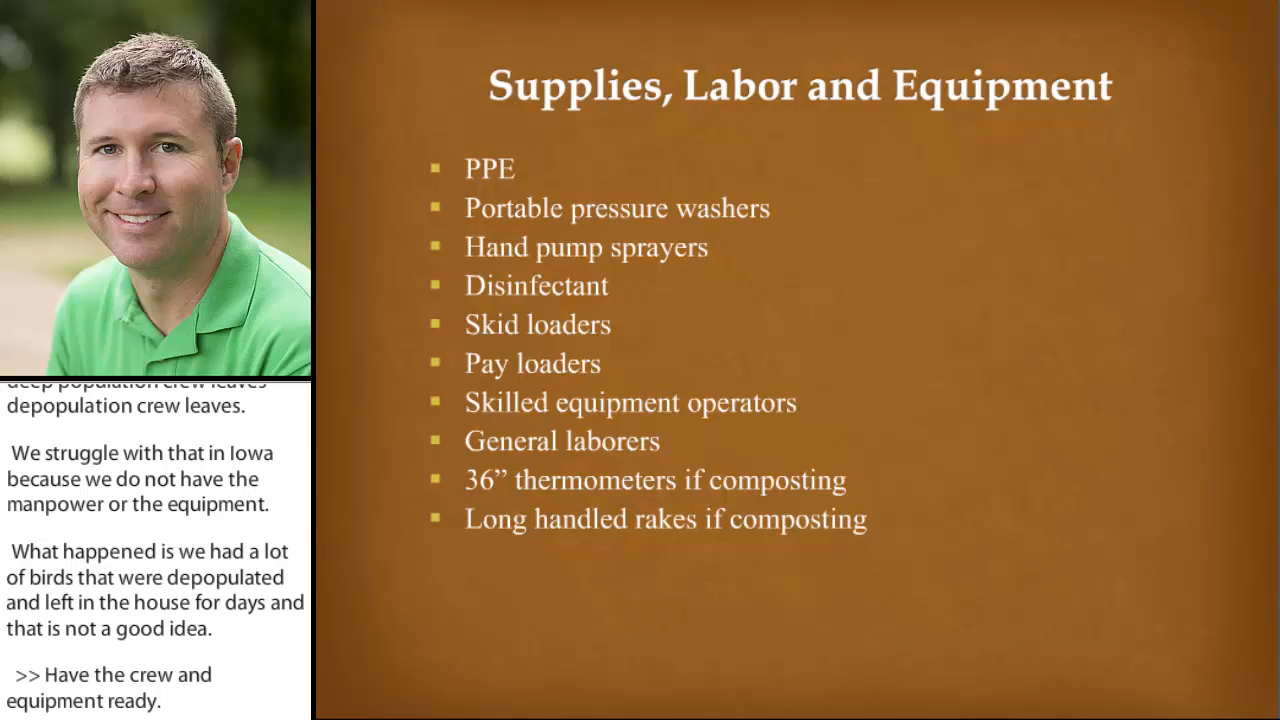 Supplies, Labor and Equipment
▪ PPE
▪ Portable pressure washers
▪ Hand pump sprayers
▪ Disinfectant
▪ Skid loaders
▪ Pay loaders
▪ Skilled equipment operators
▪ General laborers
▪ 36” thermometers if composting
▪ Long handled rakes if composting
deep population crew leaves
depopulation crew leaves.
We struggle with that in Iowa
because we do not have the
manpower or the equipment.
What happened is we had a lot
of birds that were depopulated
and left in the house for days and
that is not a good idea.
>> Have the crew and
equipment ready.